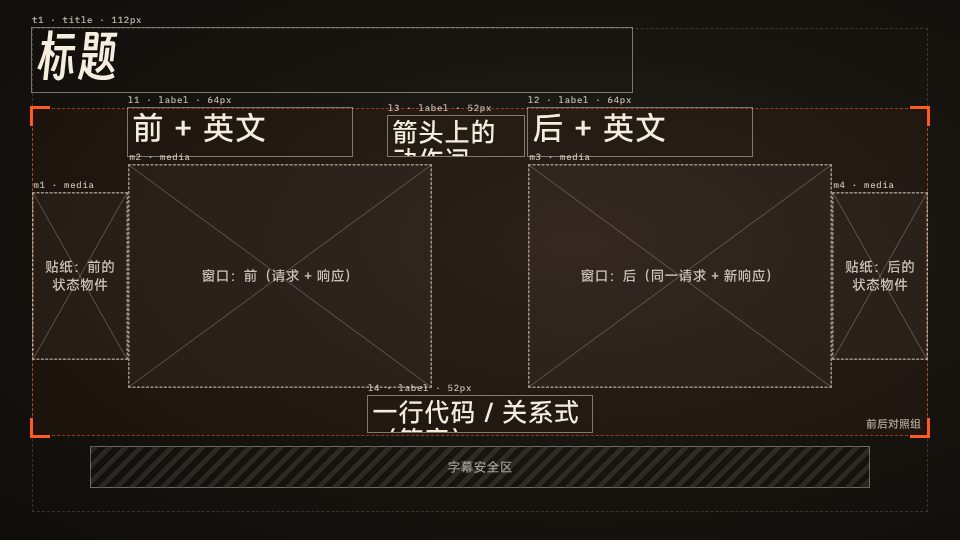 t1 · title · 112px
标题
l1 · label · 64px
前 + 英文
l3 · label · 52px
箭头上的
动作词
l2 · label · 64px
后 + 英文
m2 · media
m3 · media
m1 · media
m4 · media
贴纸：前的
状态物件
窗口：前（请求 + 响应）
窗口：后（同一请求 + 新响应）
贴纸：后的
状态物件
l4 · label · 52px
一行代码 / 关系式
前后对照组
字幕安全区